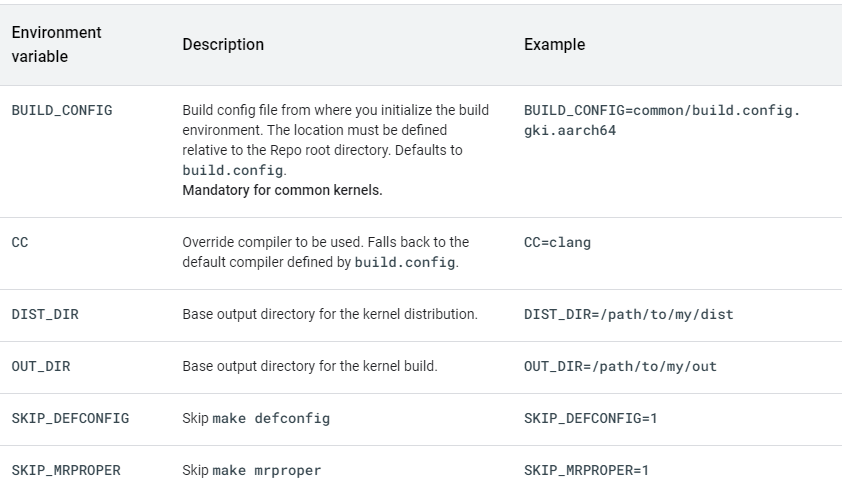 Environment
variable
Description
Example
BUILD_CONFIG
Build config file from where you initialize the build
environment. The location must be defined
relative to the Repo root directory. Defaults to
build.config.
Mandatory for common kernels.
BUILD_CONFIG=common/build.config.
gki.aarch64
CC
Override compiler to be used. Falls back to the
default compiler defined by build.config.
CC=clang
DIST_DIR
Base output directory for the kernel distribution.
DIST_DIR=/path/to/my/dist
OUT_DIR
Base output directory for the kernel build.
OUT_DIR=/path/to/my/out
SKIP_DEFCONFIG
Skip make defconfig
SKIP_DEFCONFIG=1
SKIP_MRPROPER
Skip make mrproper
SKIP_MRPROPER=1